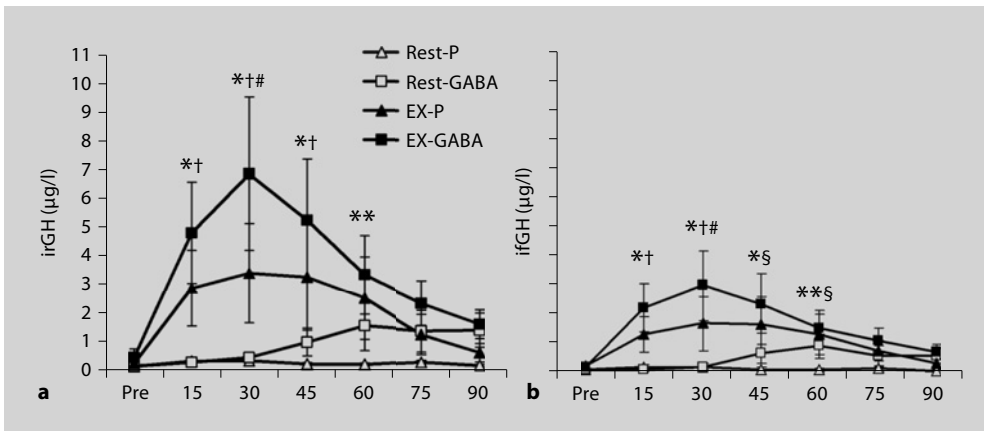 irGH (µg/l)
11
10
9
8
7
6
5
4
3
2
1
0
*†
*†#
*†
**
Rest-P
Rest-GABA
EX-P
EX-GABA
a
Pre 15 30 45 60 75 90
ifGH (µg/l)
*†
*†#
*§
**§
b
Pre 15 30 45 60 75 90